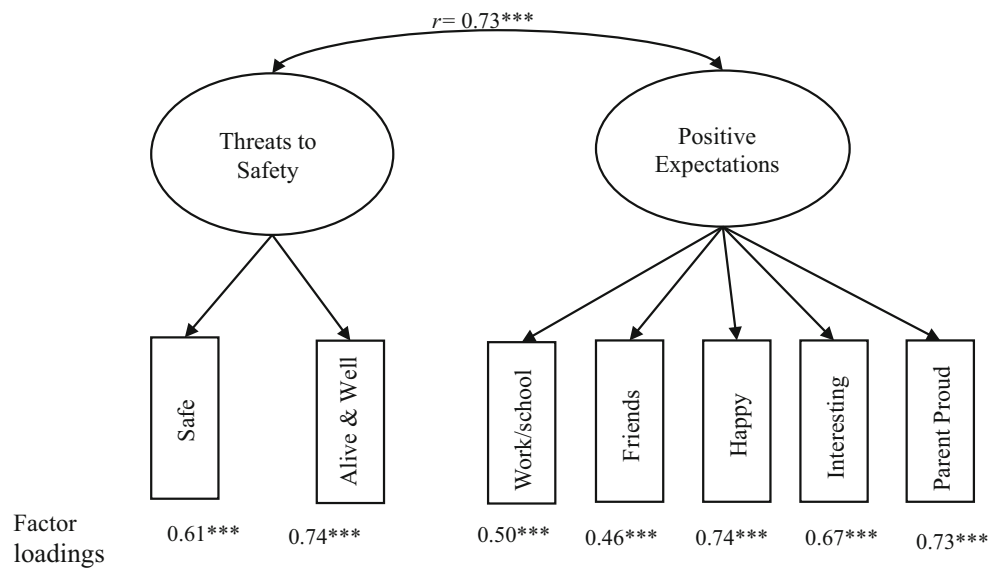 r= 0.73***
Threats to
Safety
Positive
Expectations
Safe
Alive & Well
Work/school
Friends
Happy
Interesting
Parent Proud
Factor
loadings
0.61***
0.74***
0.50***
0.46***
0.74***
0.67***
0.73***